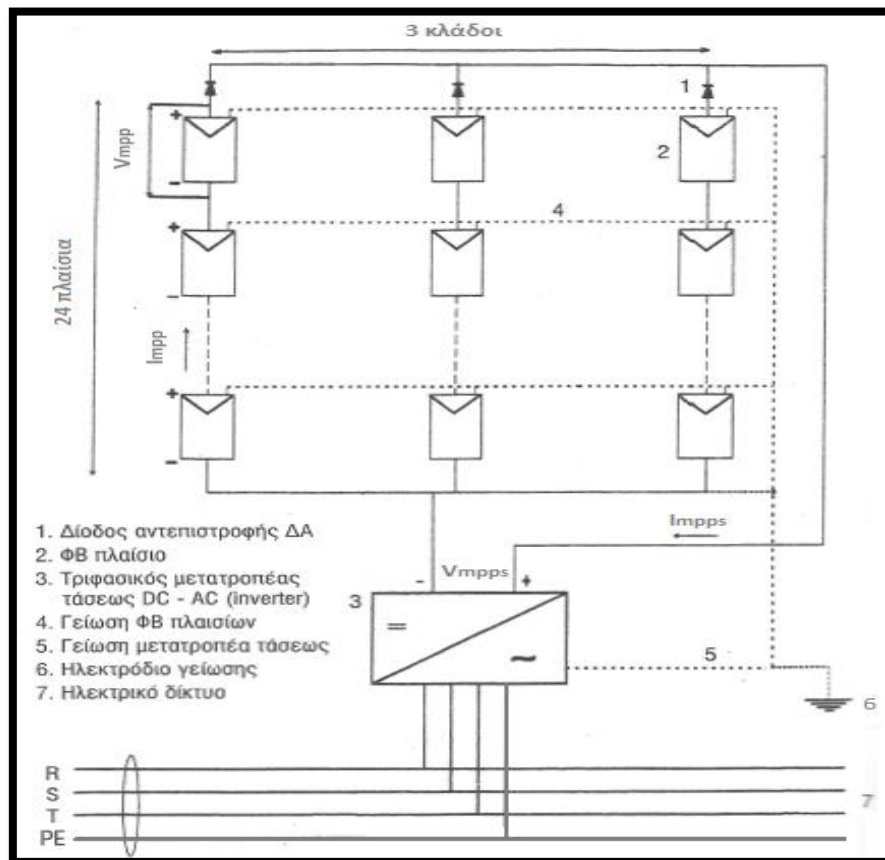 3 κλάδοι
1
+
Vmpp
-
2
24 πλαίσια
4
+
-
Impp
+
-
1. Δίοδος αντεπιστροφής ΔΑ
2. ΦΒ πλαίσιο
3. Τριφασικός μετατροπέας
τάσεως DC - AC (inverter)
4. Γείωση ΦΒ πλαισίων
5. Γείωση μετατροπέα τάσεως
6. Ηλεκτρόδιο γείωσης
7. Ηλεκτρικό δίκτυο
Impps
- Vmpps +
3
=
~
5
6
R
S
T
PE
7